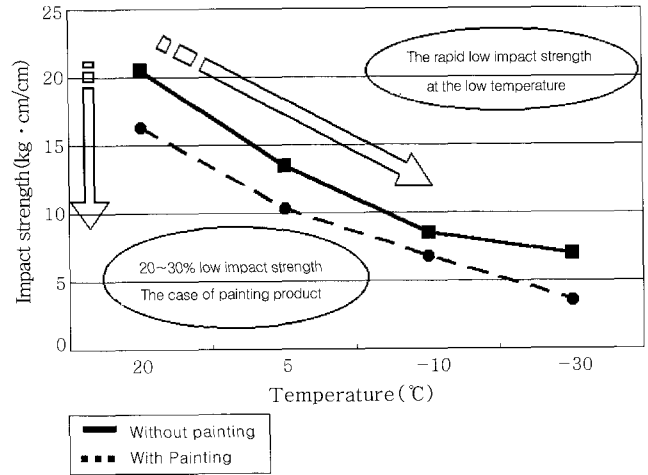 25
20
15
10
5
0
Impact strength(kg · cm/cm)
The rapid low impact strength
at the low temperature
20~30% low impact strength
The case of painting product
20 5 −10 −30
Temperature(℃)
Without painting
With Painting